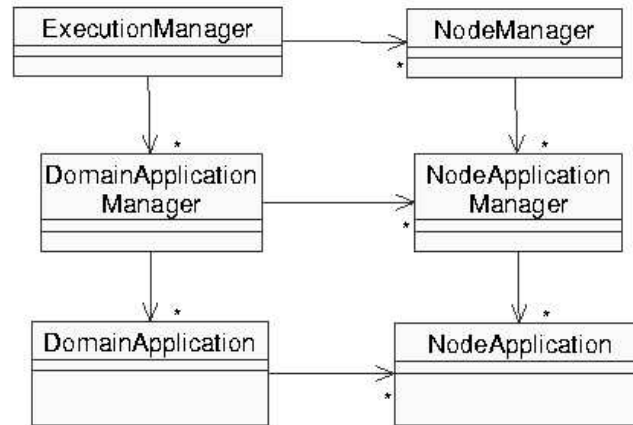 ExecutionManager
NodeManager
*
*
*
DomainApplication
Manager
NodeApplication
Manager
*
*
*
DomainApplication
NodeApplication
*